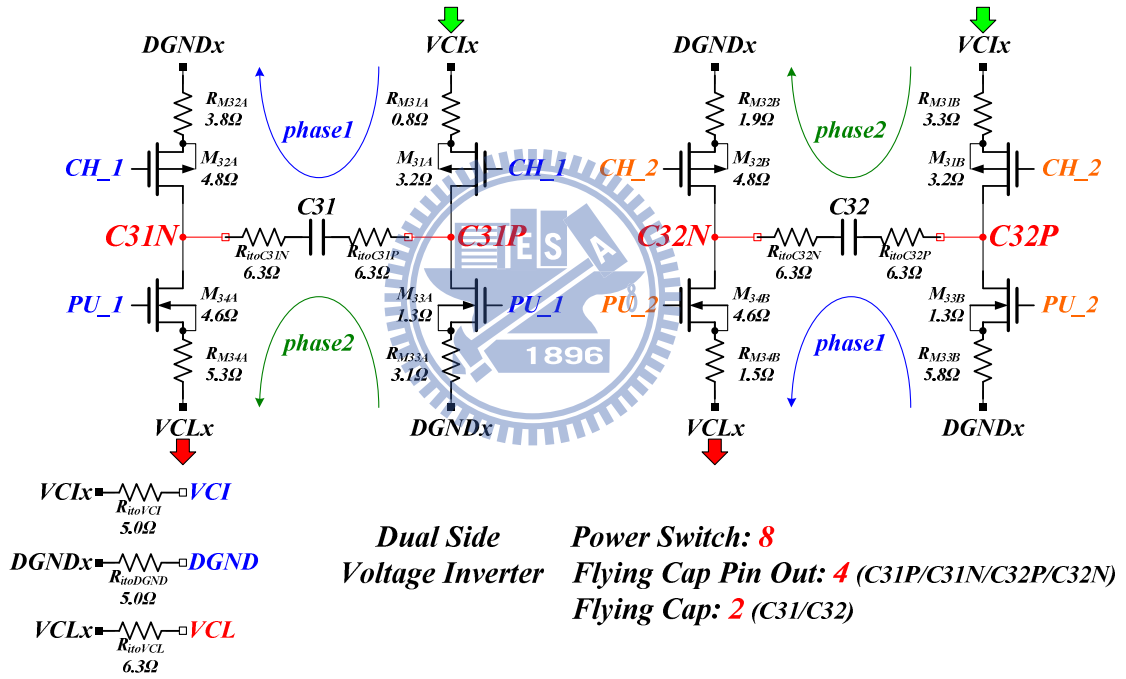 DGNDx
VCIx
DGNDx
VCIx
RM32A
3.8Ω
RM31A
0.8Ω
RM32B
1.9Ω
RM31B
3.3Ω
phase1
phase2
CH_1
M32A
4.8Ω
M31A
3.2Ω
CH_1
CH_2
M32B
4.8Ω
M31B
3.2Ω
CH_2
C31N
C31
C31P
C32N
C32
C32P
RitoC31N
6.3Ω
RitoC31P
6.3Ω
RitoC32N
6.3Ω
RitoC32P
6.3Ω
ESA
PU_1
M34A
4.6Ω
M33A
1.3Ω
PU_1
PU_2
M34B
4.6Ω
M33B
1.3Ω
PU_2
phase2
phase1
1896
RM34A
5.3Ω
RM33A
3.1Ω
RM34B
1.5Ω
RM33B
5.8Ω
VCLx
DGNDx
VCLx
DGNDx
VCIx VCI
RitoVCI
5.0Ω
DGNDx DGND
RitoDGND
5.0Ω
VCLx VCL
RitoVCL
6.3Ω
Dual Side
Voltage Inverter
Power Switch: 8
Flying Cap Pin Out: 4 (C31P/C31N/C32P/C32N)
Flying Cap: 2 (C31/C32)